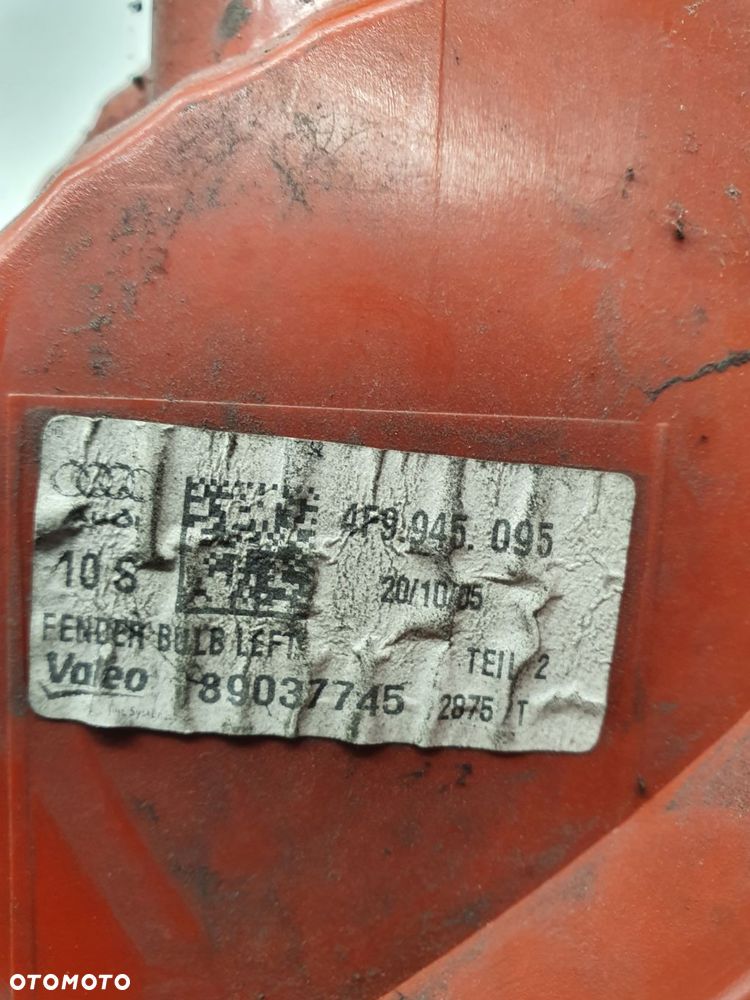 4F9.945. 095
Audi
10 S
20/10/05
FENDER BULB LEFT
TEIL 2
Valeo
89037745
2875 T
OTOMOTO